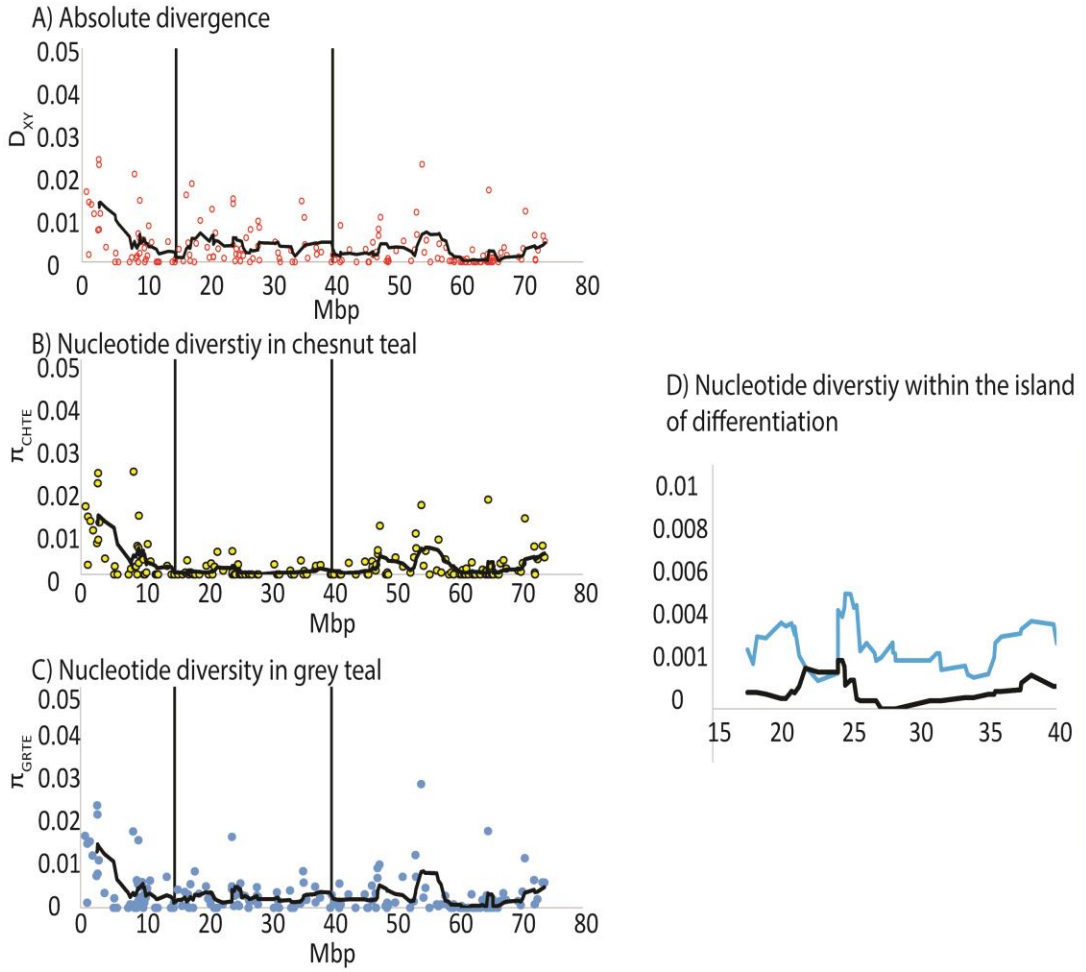 A) Absolute divergence
0.05
0.04
0.03
0.02
0.01
0
D_XY
0 10 20 30 40 50 60 70 80
Mbp
B) Nucleotide diverstiy in chesnut teal
0.05
0.04
0.03
0.02
0.01
0
π_CHTE
0 10 20 30 40 50 60 70 80
Mbp
C) Nucleotide diversity in grey teal
0.05
0.04
0.03
0.02
0.01
0
π_GRTE
0 10 20 30 40 50 60 70 80
Mbp
D) Nucleotide diverstiy within the island
of differentiation
0.01
0.008
0.006
0.004
0.001
0
15 20 25 30 35 40